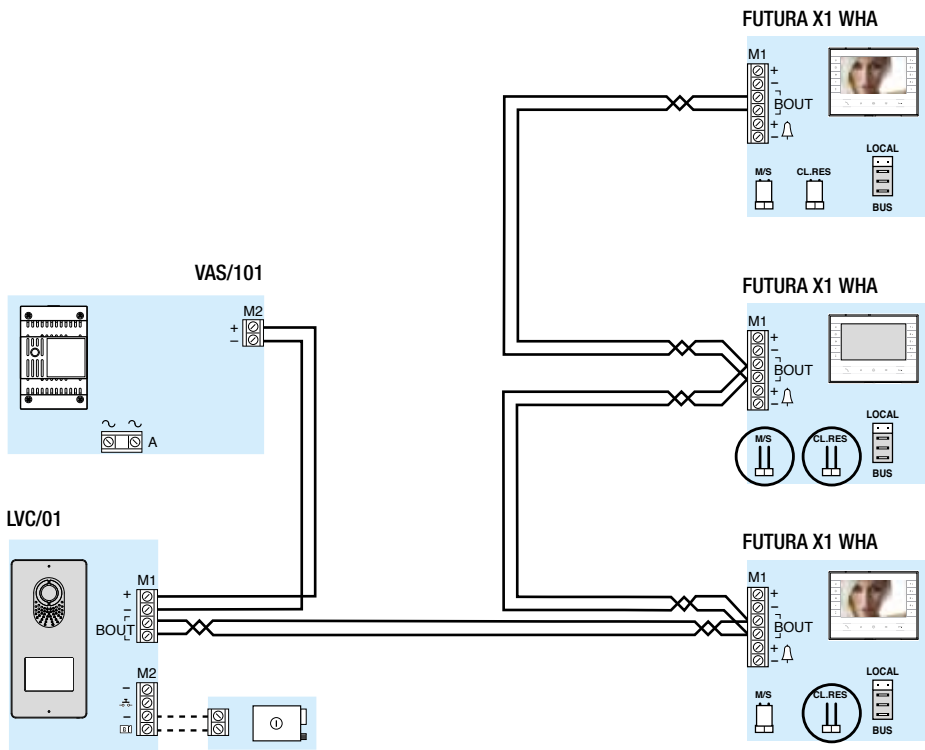 FUTURA X1 WHA
M1
+
–
BOUT
+
–
LOCAL
M/S CL.RES
BUS
VAS/101
M2
+
–
A
FUTURA X1 WHA
M1
+
–
BOUT
+
–
LOCAL
M/S CL.RES
BUS
LVC/01
M1
+
–
BOUT
M2
–
–
FUTURA X1 WHA
M1
+
–
BOUT
+
–
LOCAL
M/S CL.RES
BUS